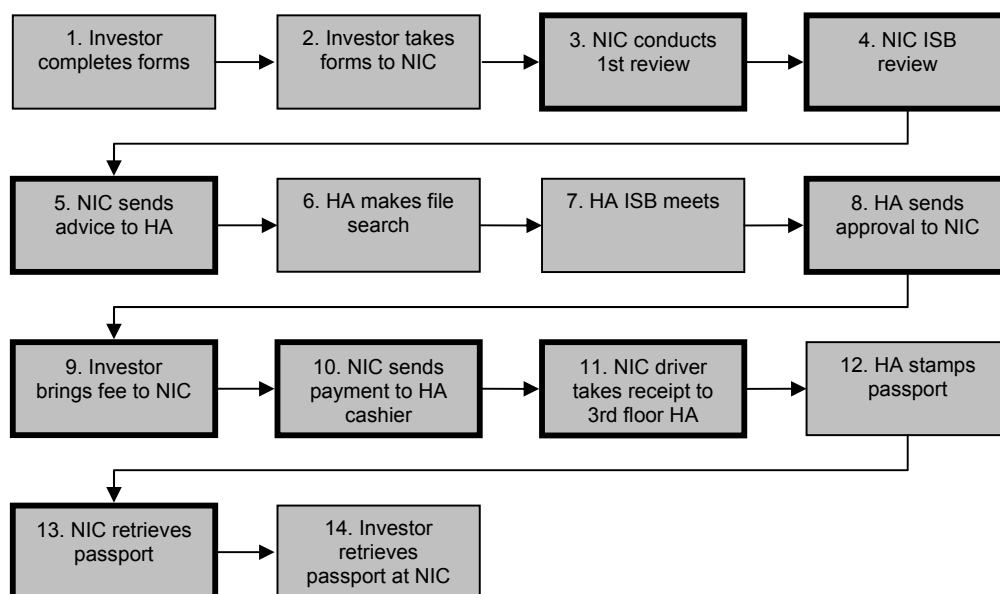 1. Investor
completes forms
2. Investor takes
forms to NIC
3. NIC conducts
1st review
4. NIC ISB
review
5. NIC sends
advice to HA
6. HA makes file
search
7. HA ISB meets
8. HA sends
approval to NIC
9. Investor
brings fee to NIC
10. NIC sends
payment to HA
cashier
11. NIC driver
takes receipt to
3rd floor HA
12. HA stamps
passport
13. NIC retrieves
passport
14. Investor
retrieves
passport at NIC